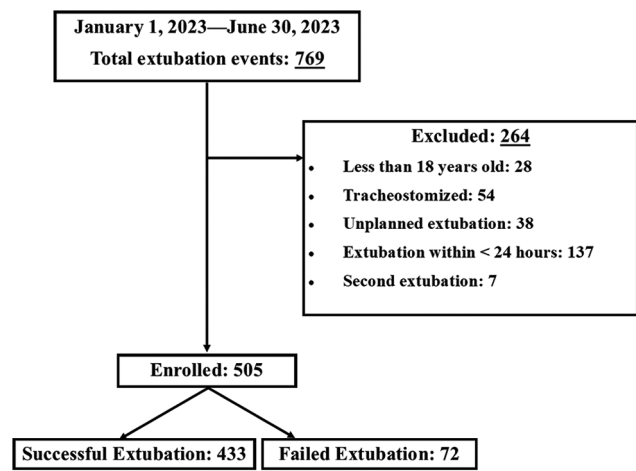 January 1, 2023—June 30, 2023
Total extubation events: 769
Excluded: 264
• Less than 18 years old: 28
• Tracheostomized: 54
• Unplanned extubation: 38
• Extubation within < 24 hours: 137
• Second extubation: 7
Enrolled: 505
Successful Extubation: 433
Failed Extubation: 72